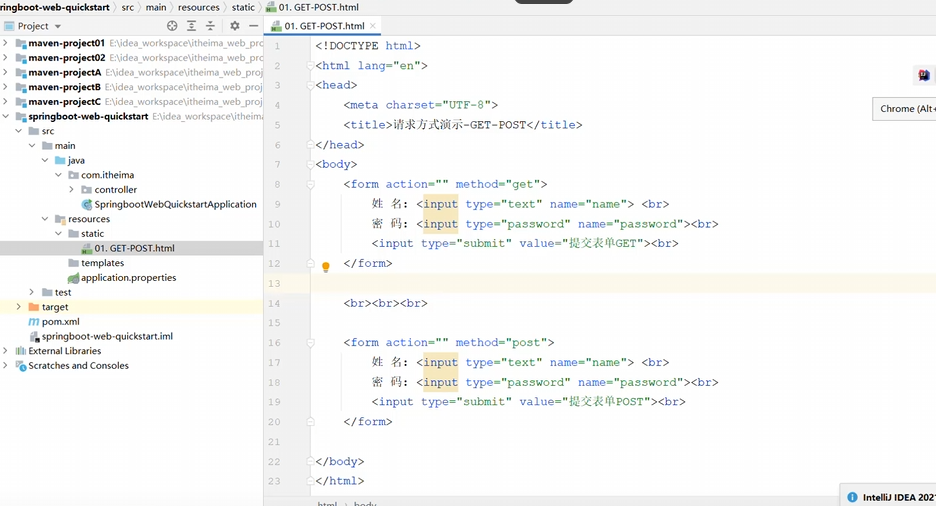 ringboot-web-quickstart > src > main > resources > static > 01. GET-POST.html
Project
01. GET-POST.html ×
maven-project01 E:\idea_workspace\itheima_web_pro
maven-project02 E:\idea_workspace\itheima_web_pro
maven-projectA E:\idea_workspace\itheima_web_proj
maven-projectB E:\idea_workspace\itheima_web_proj
maven-projectC E:\idea_workspace\itheima_web_proj
springboot-web-quickstart E:\idea_workspace\ithei
src
main
java
com.itheima
controller
SpringbootWebQuickstartApplication
resources
static
01. GET-POST.html
templates
application.properties
test
target
pom.xml
springboot-web-quickstart.iml
External Libraries
Scratches and Consoles
1 <!DOCTYPE html>
2 <html lang="en">
3 <head>
4 <meta charset="UTF-8">
5 <title>请求方式演示-GET-POST</title>
6 </head>
7 <body>
8 <form action="" method="get">
9 姓 名: <input type="text" name="name"> <br>
10 密 码: <input type="password" name="password"><br>
11 <input type="submit" value="提交表单GET"><br>
12 </form>
13
14 <br><br><br>
15
16 <form action="" method="post">
17 姓 名: <input type="text" name="name"> <br>
18 密 码: <input type="password" name="password"><br>
19 <input type="submit" value="提交表单POST"><br>
20 </form>
21
22 </body>
23 </html>
html > body
Chrome (Alt+
IntelliJ IDEA 2021